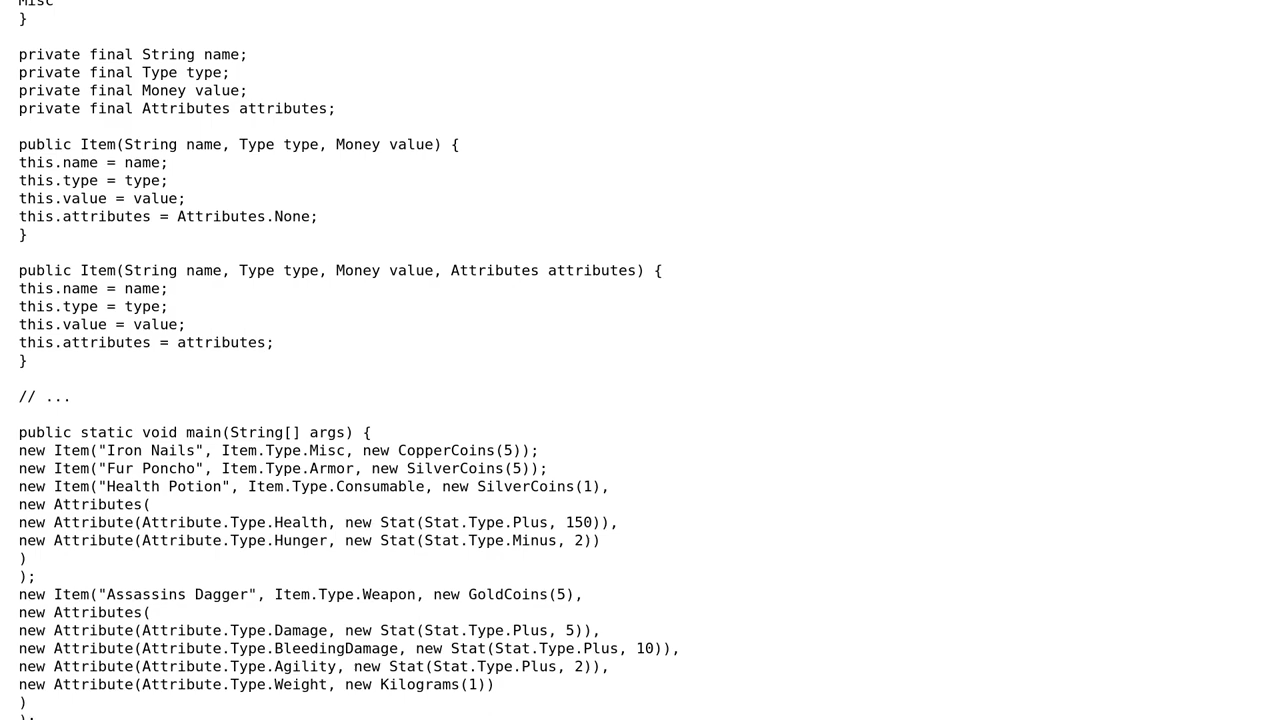 Misc
}
private final String name;
private final Type type;
private final Money value;
private final Attributes attributes;
public Item(String name, Type type, Money value) {
this.name = name;
this.type = type;
this.value = value;
this.attributes = Attributes.None;
}
public Item(String name, Type type, Money value, Attributes attributes) {
this.name = name;
this.type = type;
this.value = value;
this.attributes = attributes;
}
// ...
public static void main(String[] args) {
new Item("Iron Nails", Item.Type.Misc, new CopperCoins(5));
new Item("Fur Poncho", Item.Type.Armor, new SilverCoins(5));
new Item("Health Potion", Item.Type.Consumable, new SilverCoins(1),
new Attributes(
new Attribute(Attribute.Type.Health, new Stat(Stat.Type.Plus, 150)),
new Attribute(Attribute.Type.Hunger, new Stat(Stat.Type.Minus, 2))
)
);
new Item("Assassins Dagger", Item.Type.Weapon, new GoldCoins(5),
new Attributes(
new Attribute(Attribute.Type.Damage, new Stat(Stat.Type.Plus, 5)),
new Attribute(Attribute.Type.BleedingDamage, new Stat(Stat.Type.Plus, 10)),
new Attribute(Attribute.Type.Agility, new Stat(Stat.Type.Plus, 2)),
new Attribute(Attribute.Type.Weight, new Kilograms(1))
)
);